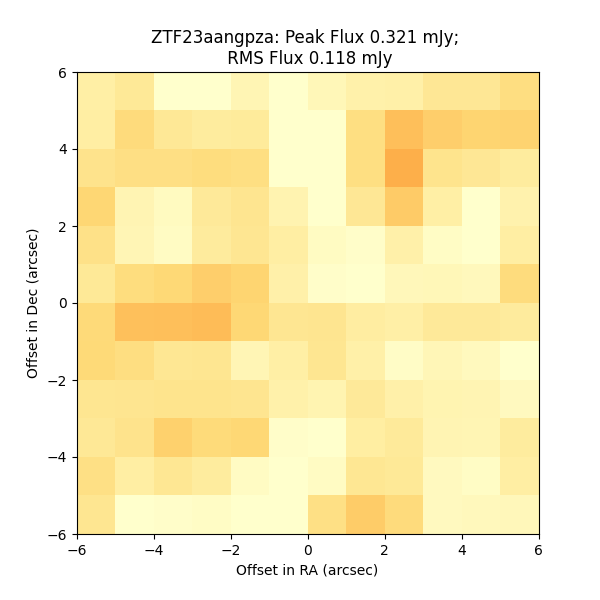 ZTF23aangpza: Peak Flux 0.321 mJy;
RMS Flux 0.118 mJy
6
4
2
0
−2
−4
−6
Offset in Dec (arcsec)
−6 −4 −2 0 2 4 6
Offset in RA (arcsec)